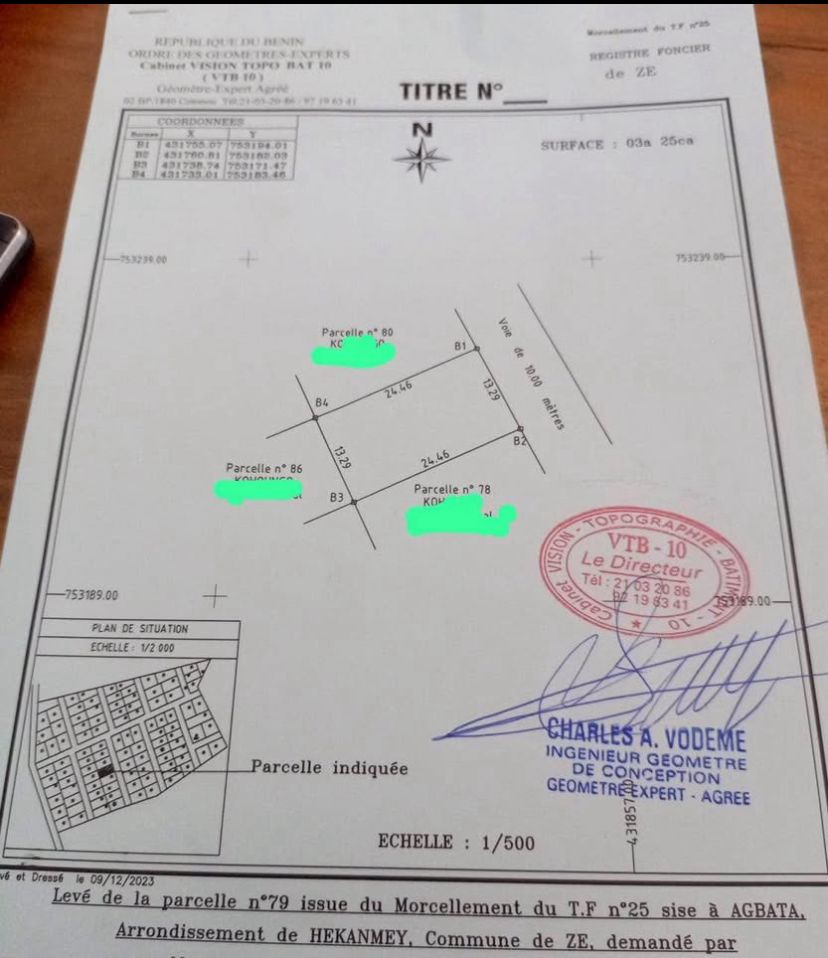 REPUBLIQUE DU BENIN
ORDRE DES GEOMETRES-EXPERTS
Cabinet VISION TOPO BAT 10
( VTB 10 )
Géomètre-Expert Agréé
Morcellement du T.F n°25
REGISTRE FONCIER
de ZE
TITRE N°
COORDONNEES
Bornes X Y
B1 431755.07 753194.01
B2 431760.81
B3 431738.74 753171.47
B4 431733.01 753183.46
N
SURFACE : 03a 25ca
753239.00
753239.00
Parcelle n° 80
Voie de 10.00 mètres
B1
24.46
13.29
B4
B2
13.29
24.46
Parcelle n° 86
B3
Parcelle n° 78
Cabinet VISION - TOPOGRAPHIE - BATIMENT - 10
VTB - 10
Le Directeur
Tél : 21 03 20 86
19 63 41
753189.00
753189.00
PLAN DE SITUATION
ECHELLE : 1/2 000
Parcelle indiquée
CHARLES A. VODEME
INGENIEUR GEOMETRE
DE CONCEPTION
GEOMETRE EXPERT - AGREE
ECHELLE : 1/500
et Dressé le 09/12/2023
Levé de la parcelle n°79 issue du Morcellement du T.F n°25 sise à AGBATA,
Arrondissement de HEKANMEY, Commune de ZE, demandé par